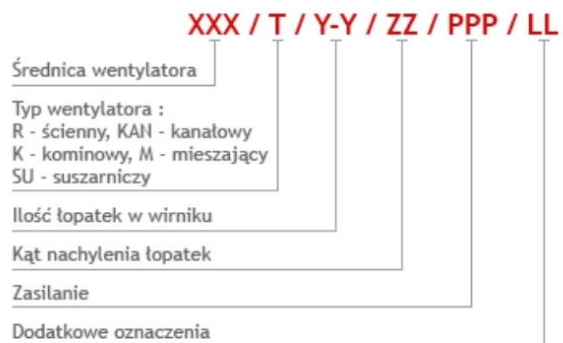 XXX / T / Y-Y / ZZ / PPP / LL
Średnica wentylatora
Typ wentylatora :
R - ścienny, KAN - kanałowy
K - kominowy, M - mieszający
SU - suszarniczy
Ilość łopatek w wirniku
Kąt nachylenia łopatek
Zasilanie
Dodatkowe oznaczenia